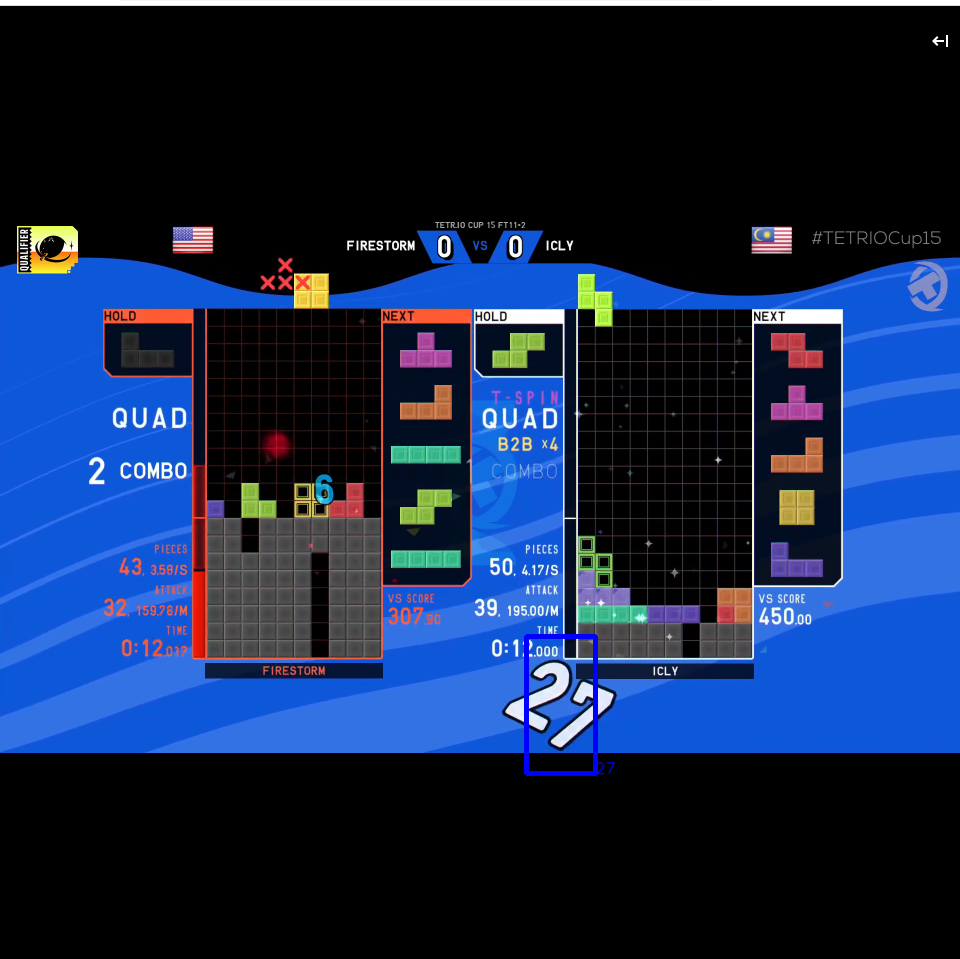 TETR.IO CUP 15 FT11·2
FIRESTORM 0 VS 0 ICLY
#TETRIOCup15
QUALIFIER
HOLD
NEXT
HOLD
NEXT
QUAD
2 COMBO
6
PIECES
43, 3.58/S
ATTACK
32, 159.78/M
TIME
0:12.017
VS SCORE
307.90
FIRESTORM
T-SPIN
QUAD
B2B ×4
COMBO
PIECES
50, 4.17/S
ATTACK
39, 195.00/M
TIME
0:12.000
VS SCORE
450.00
ICLY
27
27